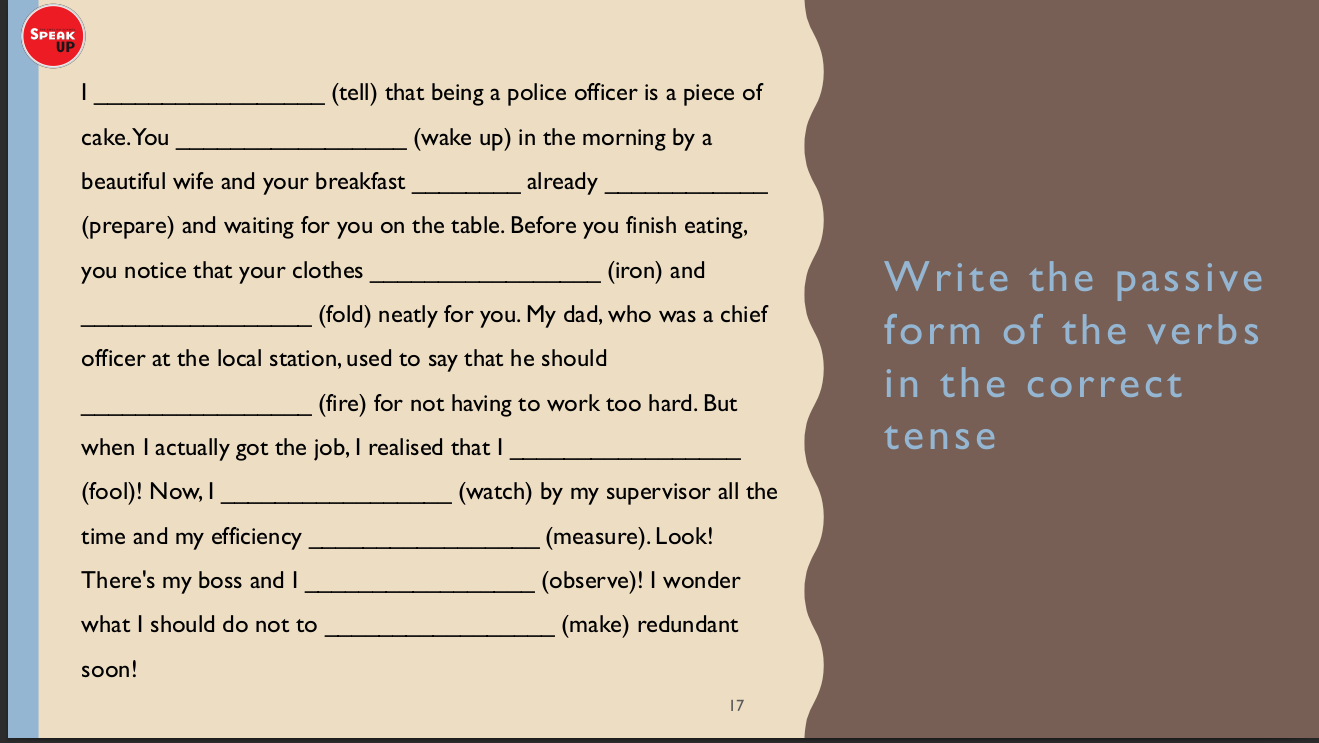 SPEAK
UP
I _________________ (tell) that being a police officer is a piece of
cake. You _________________ (wake up) in the morning by a
beautiful wife and your breakfast ________ already ____________
(prepare) and waiting for you on the table. Before you finish eating,
you notice that your clothes _________________ (iron) and
_________________ (fold) neatly for you. My dad, who was a chief
officer at the local station, used to say that he should
_________________ (fire) for not having to work too hard. But
when I actually got the job, I realised that I _________________
(fool)! Now, I _________________ (watch) by my supervisor all the
time and my efficiency _________________ (measure). Look!
There's my boss and I _________________ (observe)! I wonder
what I should do not to _________________ (make) redundant
soon!
Write the passive
form of the verbs
in the correct
tense
17